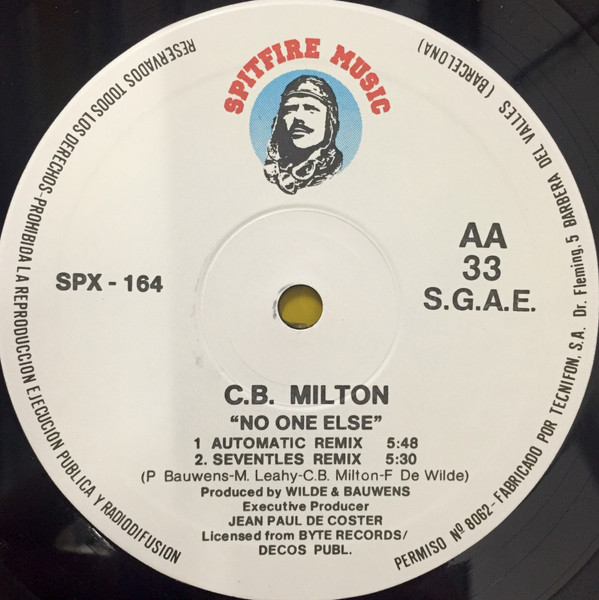 SPITFIRE MUSIC
AA
33
S.G.A.E.
SPX - 164
C.B. MILTON
"NO ONE ELSE"
1 AUTOMATIC REMIX 5:48
2. SEVENTLES REMIX 5:30
(P Bauwens-M. Leahy-C.B. Milton-F De Wilde)
Produced by WILDE & BAUWENS
Executive Producer
JEAN PAUL DE COSTER
Licensed from BYTE RECORDS/
DECOS PUBL.
RESERVADOS TODOS LOS DERECHOS-PROHIBIDA LA REPRODUCCION EJECUCIÓN PUBLICA Y RADIODIFUSION
PERMISO Nº 8062-FABRICADO POR TECNIFON, S.A. Dr. Fleming, 5 BARBERA DEL VALLES (BARCELONA)